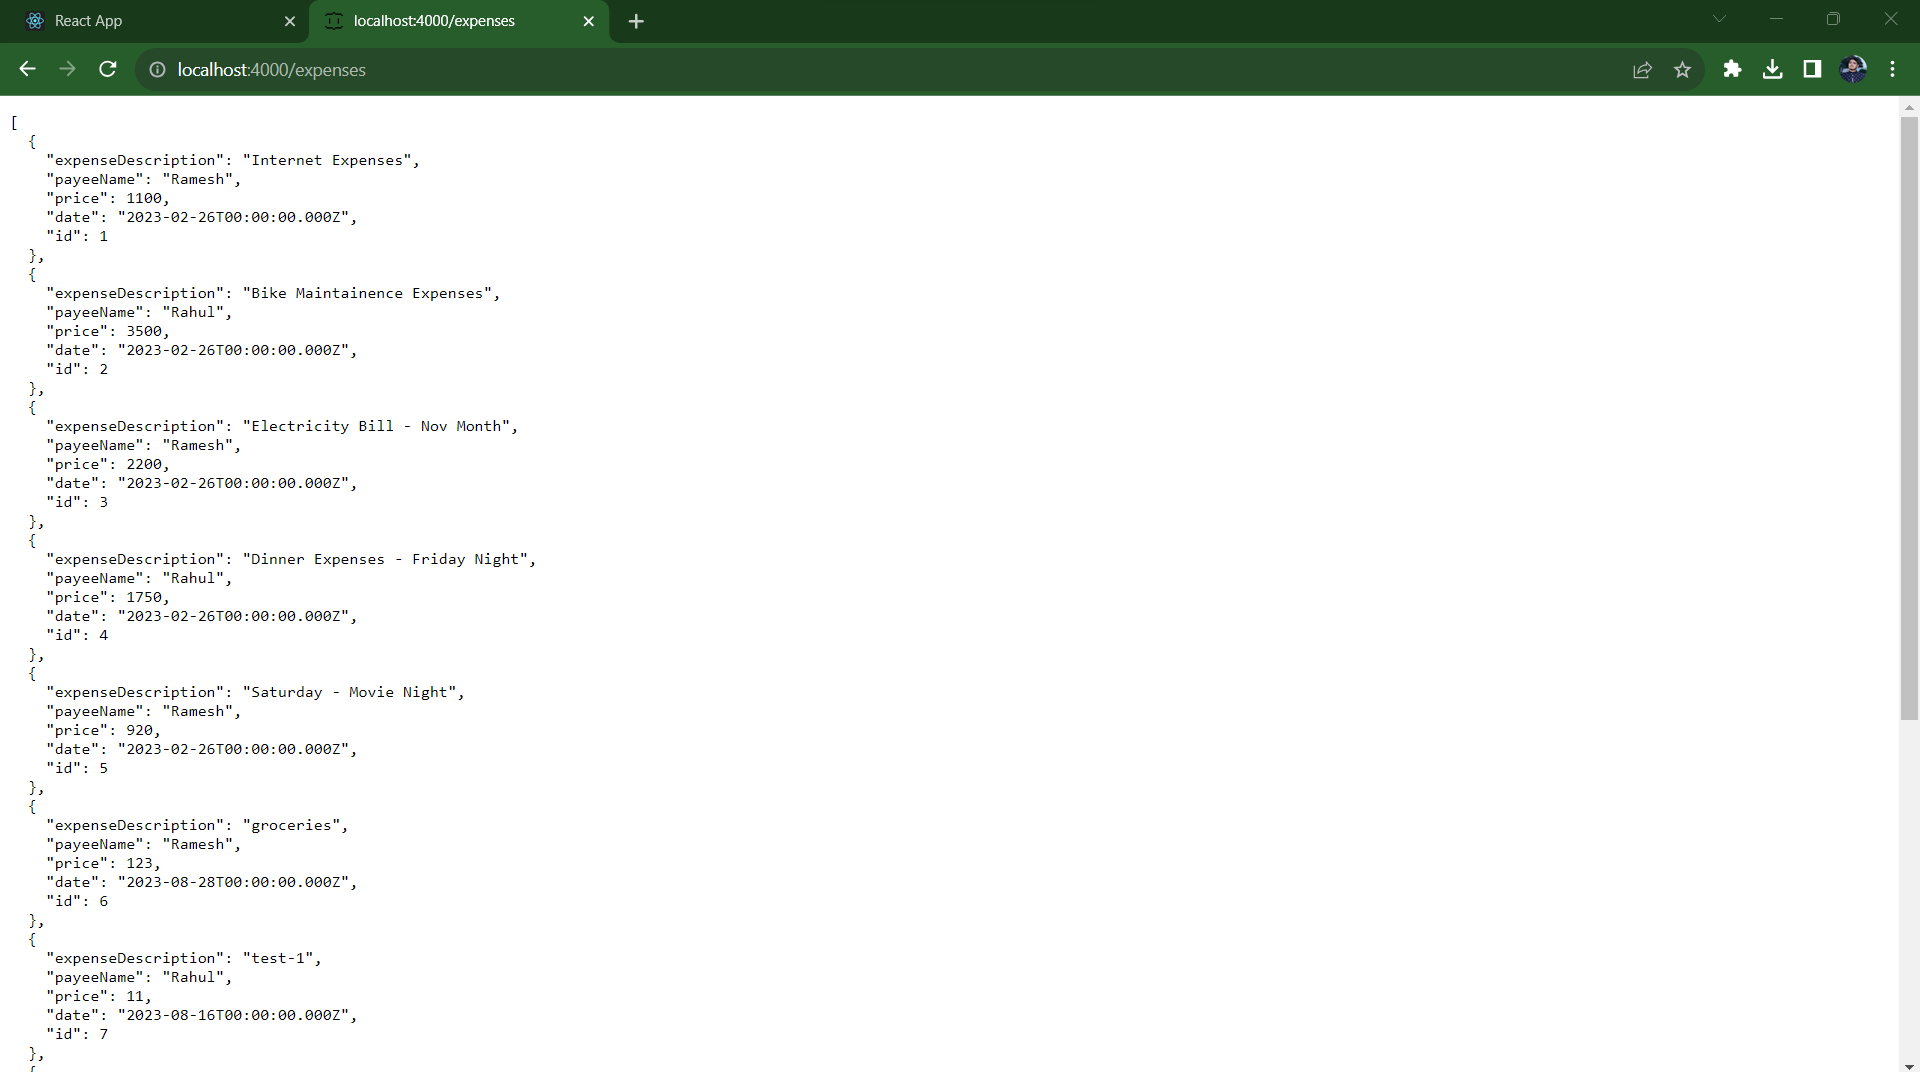 React App
localhost:4000/expenses
localhost:4000/expenses
[
  {
    "expenseDescription": "Internet Expenses",
    "payeeName": "Ramesh",
    "price": 1100,
    "date": "2023-02-26T00:00:00.000Z",
    "id": 1
  },
  {
    "expenseDescription": "Bike Maintainence Expenses",
    "payeeName": "Rahul",
    "price": 3500,
    "date": "2023-02-26T00:00:00.000Z",
    "id": 2
  },
  {
    "expenseDescription": "Electricity Bill - Nov Month",
    "payeeName": "Ramesh",
    "price": 2200,
    "date": "2023-02-26T00:00:00.000Z",
    "id": 3
  },
  {
    "expenseDescription": "Dinner Expenses - Friday Night",
    "payeeName": "Rahul",
    "price": 1750,
    "date": "2023-02-26T00:00:00.000Z",
    "id": 4
  },
  {
    "expenseDescription": "Saturday - Movie Night",
    "payeeName": "Ramesh",
    "price": 920,
    "date": "2023-02-26T00:00:00.000Z",
    "id": 5
  },
  {
    "expenseDescription": "groceries",
    "payeeName": "Ramesh",
    "price": 123,
    "date": "2023-08-28T00:00:00.000Z",
    "id": 6
  },
  {
    "expenseDescription": "test-1",
    "payeeName": "Rahul",
    "price": 11,
    "date": "2023-08-16T00:00:00.000Z",
    "id": 7
  },
  {